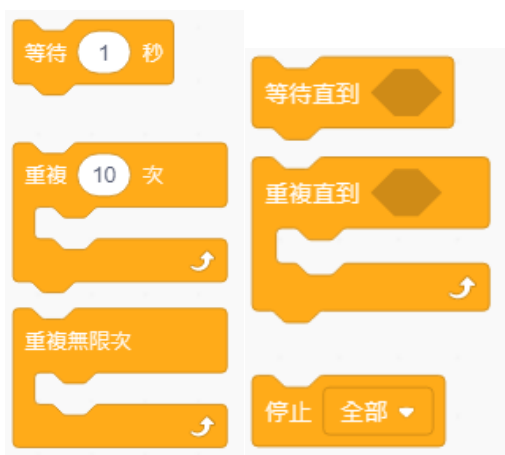 等待 1 秒
重複 10 次
重複無限次
等待直到
重複直到
停止 全部